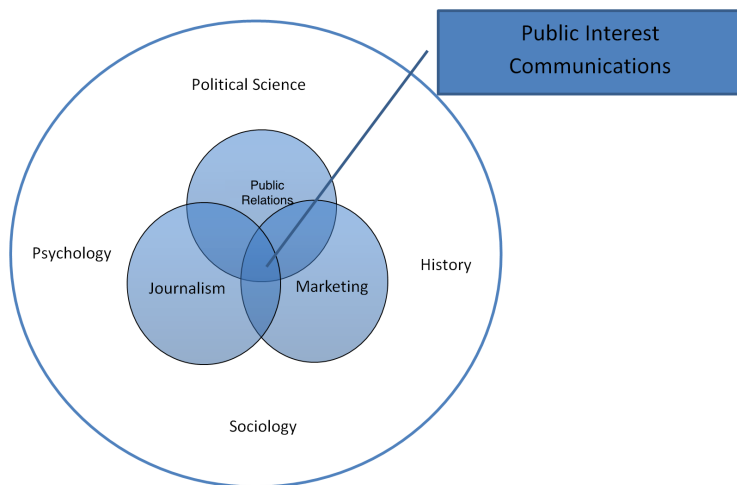 Public Interest
Communications
Political Science
Public
Relations
Psychology
History
Journalism
Marketing
Sociology